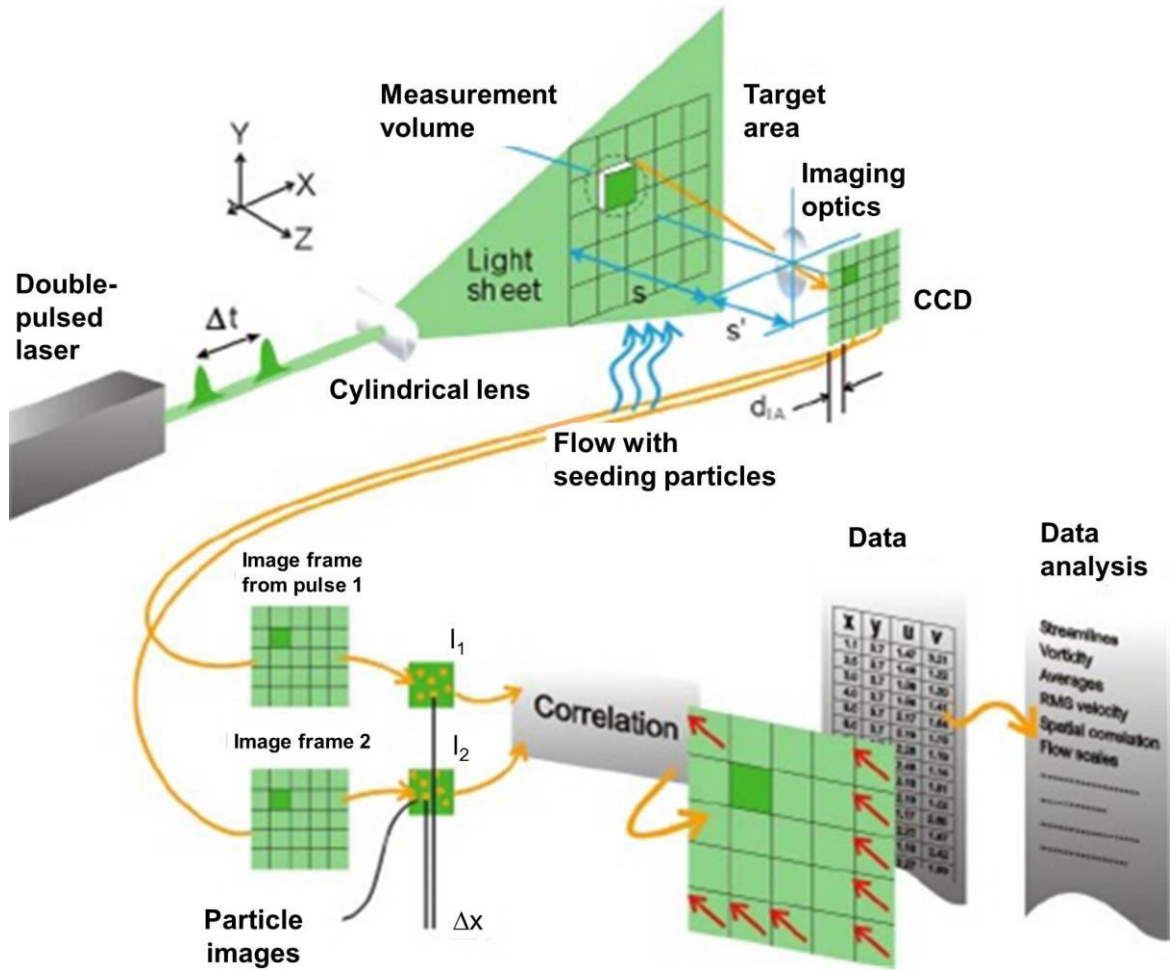 Measurement
volume
Target
area
Imaging
optics
Y
X
Z
Double-
pulsed
laser
Δt
Light
sheet
s
s'
CCD
Cylindrical lens
d I A
Flow with
seeding particles
Image frame
from pulse 1
I1
Image frame 2
I2
Particle
images
Δx
Correlation
Data
x y u v
Data
analysis
Streamlines
Vorticity
Averages
RMS velocity
Spatial correlation
Flow scales